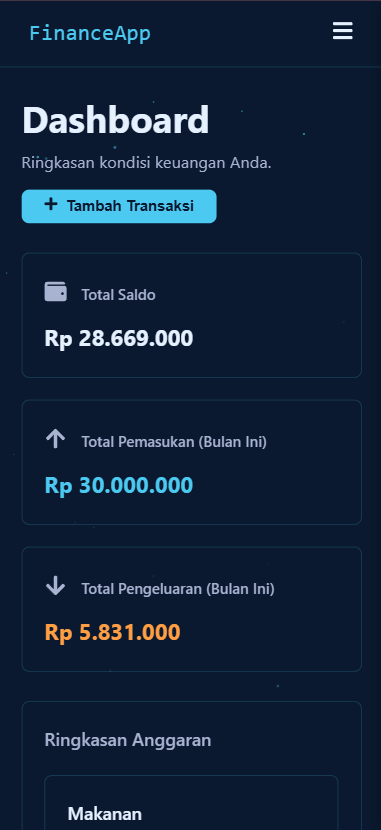 FinanceApp
Dashboard
Ringkasan kondisi keuangan Anda.
Tambah Transaksi
Total Saldo
Rp 28.669.000
Total Pemasukan (Bulan Ini)
Rp 30.000.000
Total Pengeluaran (Bulan Ini)
Rp 5.831.000
Ringkasan Anggaran
Makanan